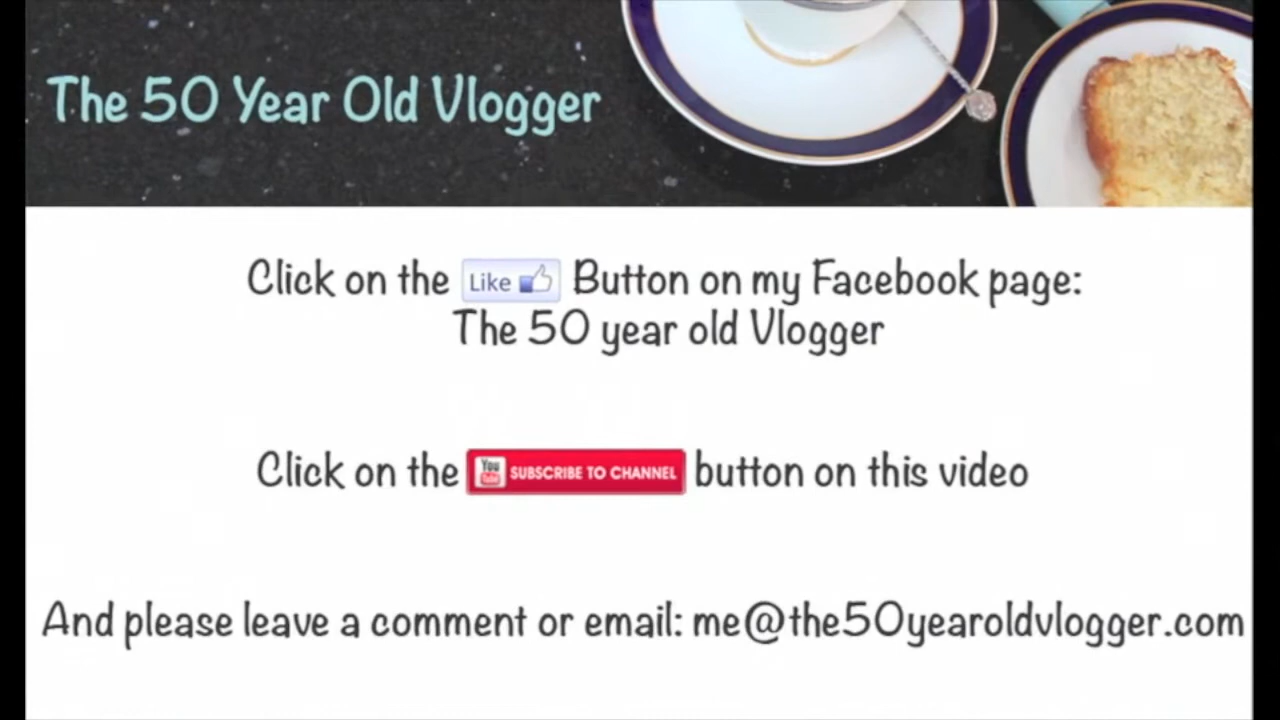 The 50 Year Old Vlogger
Click on the Like Button on my Facebook page:
The 50 year old Vlogger
Click on the You Tube SUBSCRIBE TO CHANNEL button on this video
And please leave a comment or email: me@the50yearoldvlogger.com